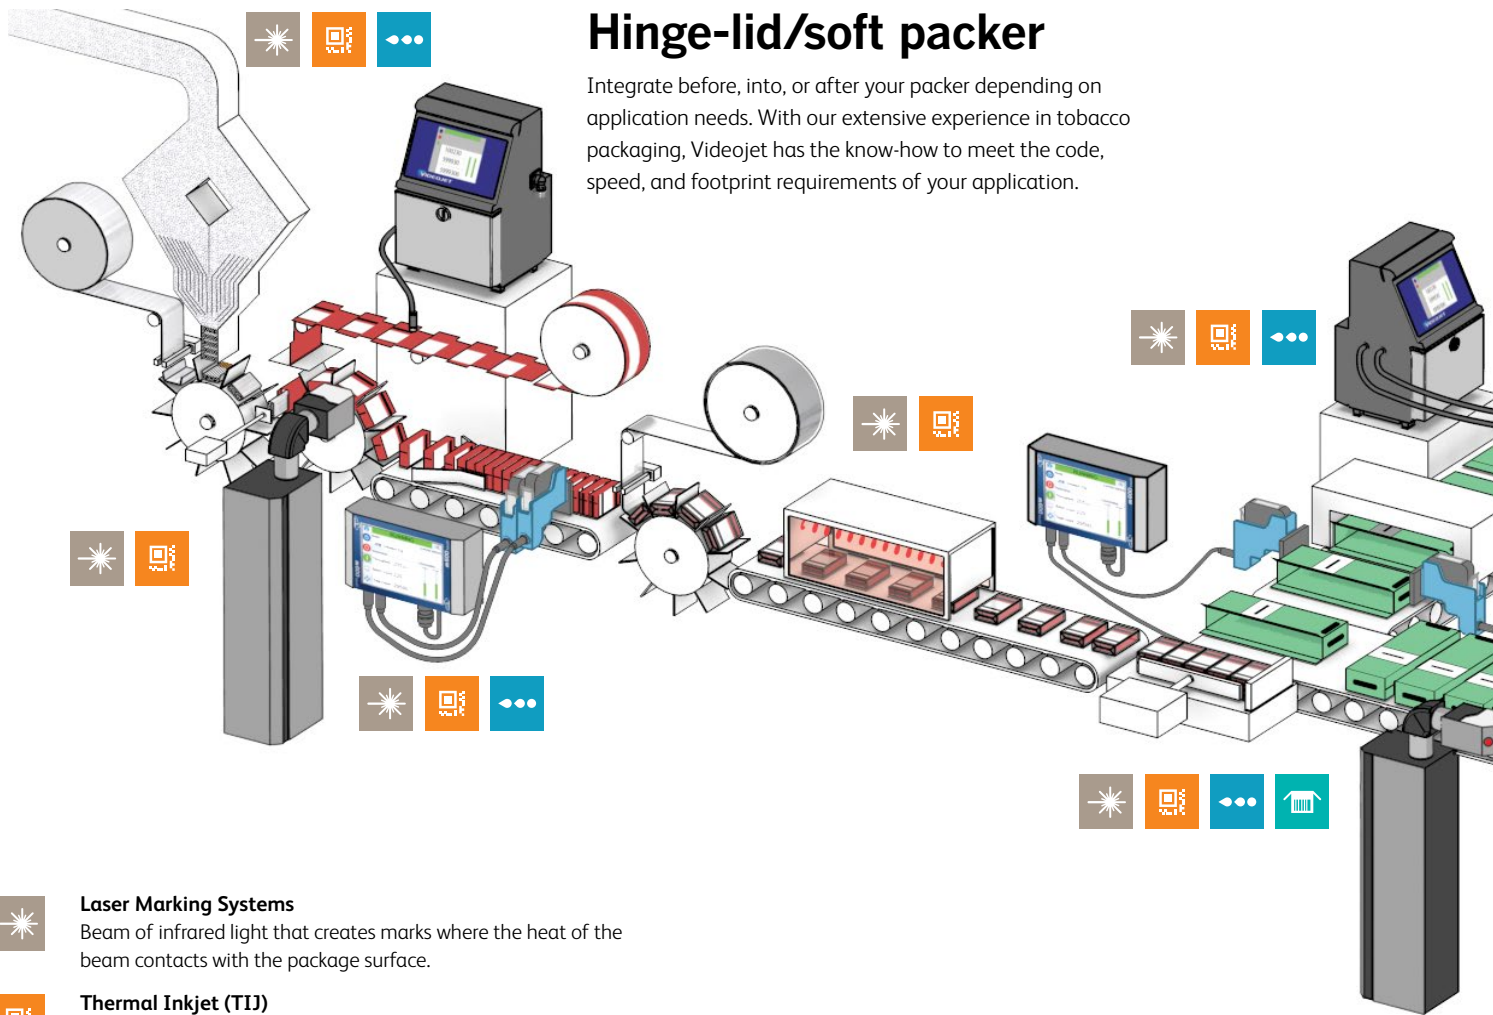 Hinge-lid/soft packer
Integrate before, into, or after your packer depending on
application needs. With our extensive experience in tobacco
packaging, Videojet has the know-how to meet the code,
speed, and footprint requirements of your application.
VIDEOJET
VIDEOJET
Laser Marking Systems
Beam of infrared light that creates marks where the heat of the
beam contacts with the package surface.
Thermal Inkjet (TIJ)